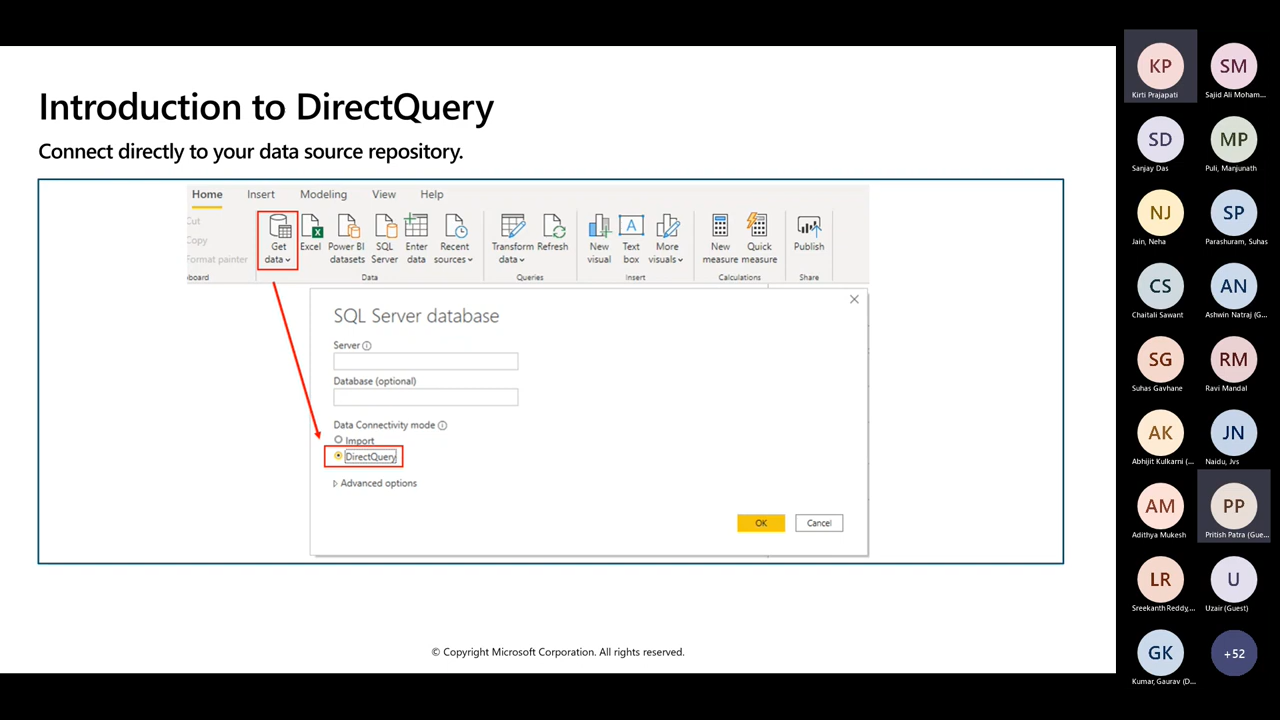 Introduction to DirectQuery
Connect directly to your data source repository.
Home Insert Modeling View Help
Cut
Copy
Format painter
Get data
Excel
Power BI datasets
SQL Server
Enter data
Recent sources
Transform data
Refresh
New visual
Text box
More visuals
New measure
Quick measure
Publish
board
Data
Queries
Insert
Calculations
Share
SQL Server database
Server
Database (optional)
Data Connectivity mode
Import
DirectQuery
Advanced options
OK
Cancel
© Copyright Microsoft Corporation. All rights reserved.
KP
Kirti Prajapati
SM
Sajid Ali Moham...
SD
Sanjay Das
MP
Puli, Manjunath
NJ
Jain, Neha
SP
Parashuram, Suhas
CS
Chaitali Sawant
AN
Ashwin Natraj (G...
SG
Suhas Gavhane
RM
Ravi Mandal
AK
Abhijit Kulkarni (...
JN
Naidu, Jvs
AM
Adithya Mukesh
PP
Pritish Patra (Gue...
LR
Sreekanth Reddy,...
U
Uzair (Guest)
GK
Kumar, Gaurav (D...
+52